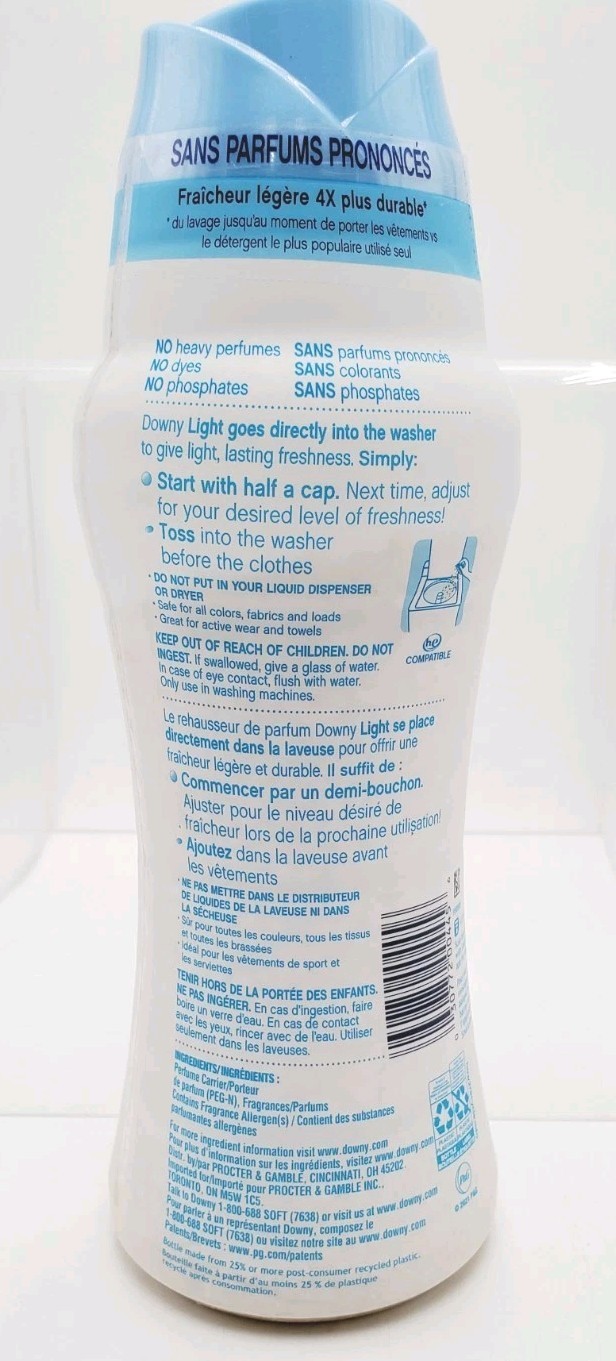 SANS PARFUMS PRONONCÉS
Fraîcheur légère 4X plus durable*
*du lavage jusqu'au moment de porter les vêtements vs
le détergent le plus populaire utilisé seul
NO heavy perfumes SANS parfums prononcés
NO dyes SANS colorants
NO phosphates SANS phosphates
Downy Light goes directly into the washer
to give light, lasting freshness. Simply:
Start with half a cap. Next time, adjust
for your desired level of freshness!
Toss into the washer
before the clothes
• DO NOT PUT IN YOUR LIQUID DISPENSER
OR DRYER
• Safe for all colors, fabrics and loads
• Great for active wear and towels
KEEP OUT OF REACH OF CHILDREN. DO NOT
INGEST. If swallowed, give a glass of water.
In case of eye contact, flush with water.
Only use in washing machines.
he
COMPATIBLE
Le rehausseur de parfum Downy Light se place
directement dans la laveuse pour offrir une
fraîcheur légère et durable. Il suffit de :
Commencer par un demi-bouchon.
Ajuster pour le niveau désiré de
fraîcheur lors de la prochaine utilisation!
Ajoutez dans la laveuse avant
les vêtements
• NE PAS METTRE DANS LE DISTRIBUTEUR
DE LIQUIDES DE LA LAVEUSE NI DANS
LA SÉCHEUSE
• Sûr pour toutes les couleurs, tous les tissus
et toutes les brassées
• Idéal pour les vêtements de sport et
les serviettes
TENIR HORS DE LA PORTÉE DES ENFANTS.
NE PAS INGÉRER. En cas d'ingestion, faire
boire un verre d'eau. En cas de contact
avec les yeux, rincer avec de l'eau. Utiliser
seulement dans les laveuses.
INGREDIENTS/INGRÉDIENTS :
Perfume Carrier/Porteur
de parfum (PEG-N), Fragrances/Parfums
Contains Fragrance Allergen(s) / Contient des substances
parfumantes allergènes
For more ingredient information visit www.downy.com
Pour plus d'information sur les ingrédients, visitez www.downy.com
Distr. by/par PROCTER & GAMBLE, CINCINNATI, OH 45202
Imported for/Importé pour PROCTER & GAMBLE INC.,
TORONTO, ON M5W 1C5.
Talk to Downy 1-800-688 SOFT (7638) or visit us at www.downy.com
Pour parler à un représentant Downy, composez le
1-800-688 SOFT (7638) ou visitez notre site au www.downy.com
Patents/Brevets : www.pg.com/patents
Bottle made from 25% or more post-consumer recycled plastic.
Bouteille faite à partir d'au moins 25 % de plastique
recyclé après consommation.